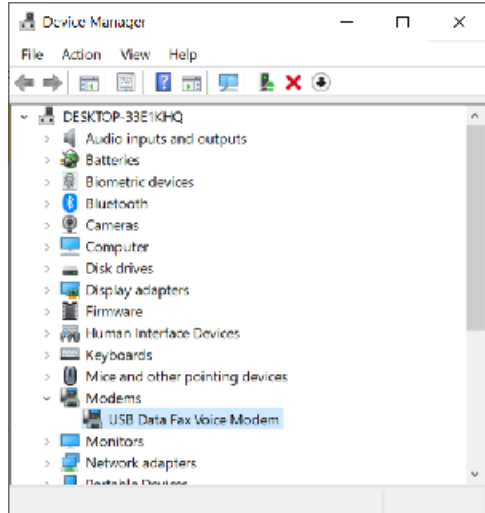 Device Manager
File Action View Help
DESKTOP-33E1KHQ
Audio inputs and outputs
Batteries
Biometric devices
Bluetooth
Cameras
Computer
Disk drives
Display adapters
Firmware
Human Interface Devices
Keyboards
Mice and other pointing devices
Modems
USB Data Fax Voice Modem
Monitors
Network adapters
Portable Devices